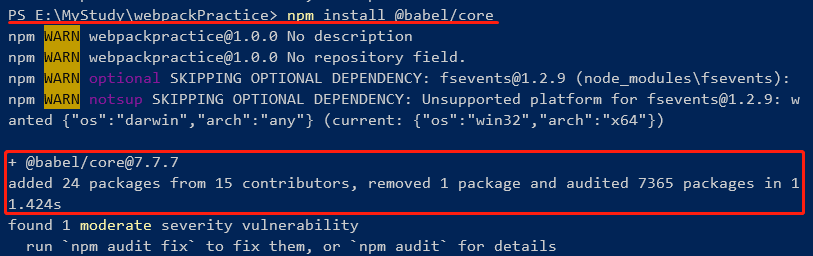 PS E:\MyStudy\webpackPractice> npm install @babel/core
npm WARN webpackpractice@1.0.0 No description
npm WARN webpackpractice@1.0.0 No repository field.
npm WARN optional SKIPPING OPTIONAL DEPENDENCY: fsevents@1.2.9 (node_modules\fsevents):
npm WARN notsup SKIPPING OPTIONAL DEPENDENCY: Unsupported platform for fsevents@1.2.9: w
anted {"os":"darwin","arch":"any"} (current: {"os":"win32","arch":"x64"})
+ @babel/core@7.7.7
added 24 packages from 15 contributors, removed 1 package and audited 7365 packages in 1
1.424s
found 1 moderate severity vulnerability
  run `npm audit fix` to fix them, or `npm audit` for details